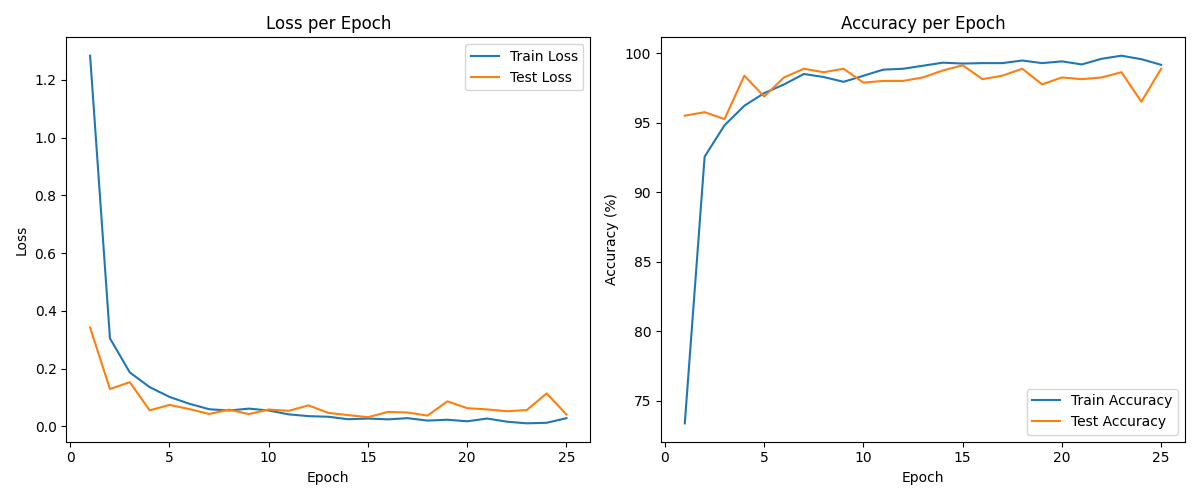 Loss per Epoch
Train Loss
Test Loss
1.2
1.0
0.8
0.6
0.4
0.2
0.0
Loss
0
5
10
15
20
25
Epoch
Accuracy per Epoch
100
95
90
85
80
75
Accuracy (%)
Train Accuracy
Test Accuracy
0
5
10
15
20
25
Epoch